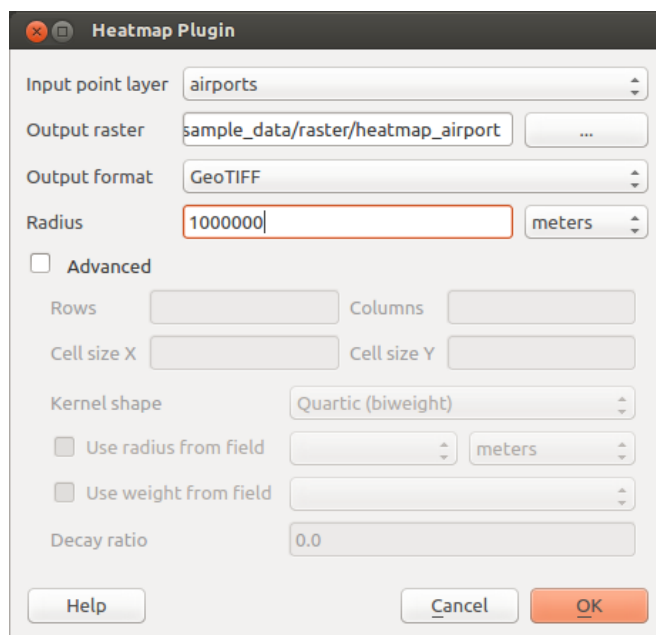 Heatmap Plugin
Input point layer airports
Output raster sample_data/raster/heatmap_airport ...
Output format GeoTIFF
Radius 1000000 meters
Advanced
Rows Columns
Cell size X Cell size Y
Kernel shape Quartic (biweight)
Use radius from field meters
Use weight from field
Decay ratio 0.0
Help Cancel OK